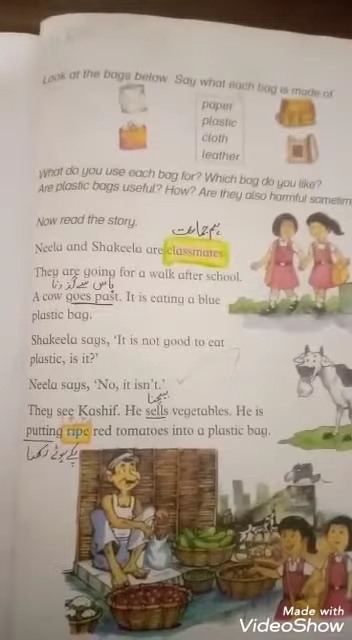 Look at the bags below. Say what each bag is made of
paper
plastic
cloth
leather
What do you use each bag for? Which bag do you like?
Are plastic bags useful? How? Are they also harmful sometim
Now read the story.
ہم جماعت
Neela and Shakeela are classmates.
They are going for a walk after school.
پاس سے گزرنا
A cow goes past. It is eating a blue
plastic bag.
Shakeela says, 'It is not good to eat
plastic, is it?'
Neela says, 'No, it isn't.'
بیچنا
They see Kashif. He sells vegetables. He is
putting ripe red tomatoes into a plastic bag.
پکے ہوئے رکھنا
Made with
VideoShow